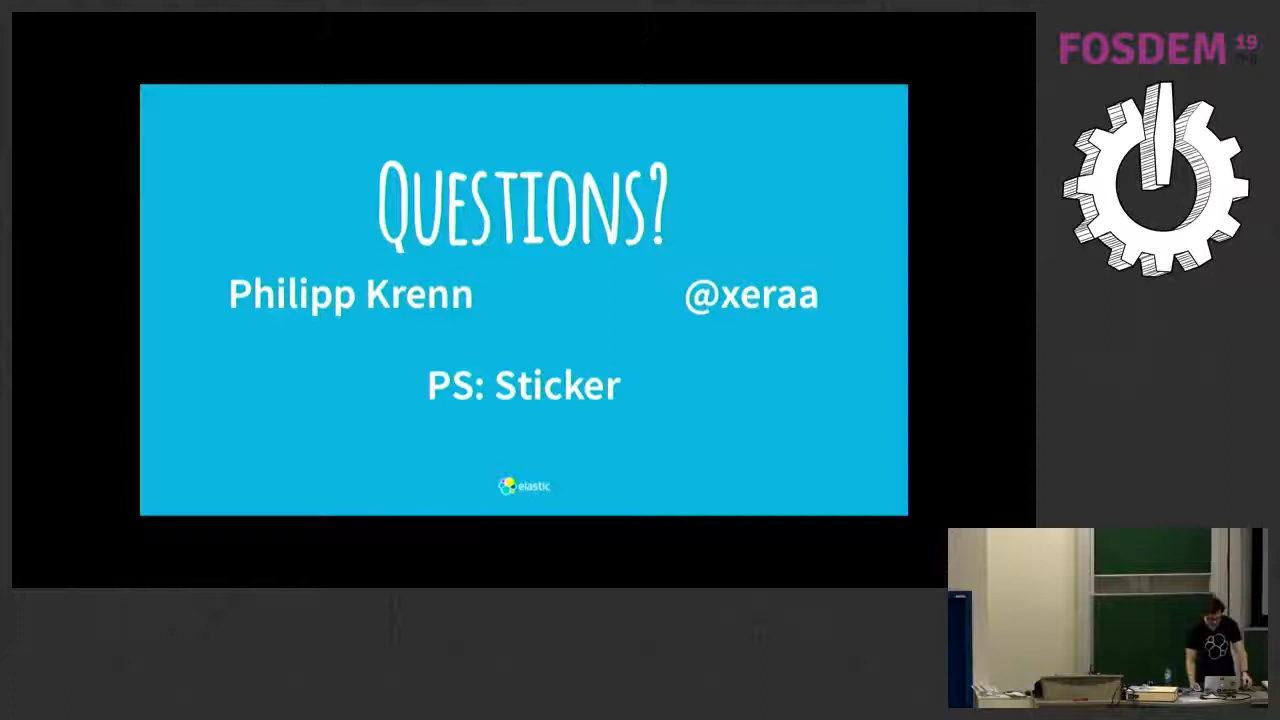 FOSDEM 19
QUESTIONS?
Philipp Krenn @xeraa
PS: Sticker
elastic